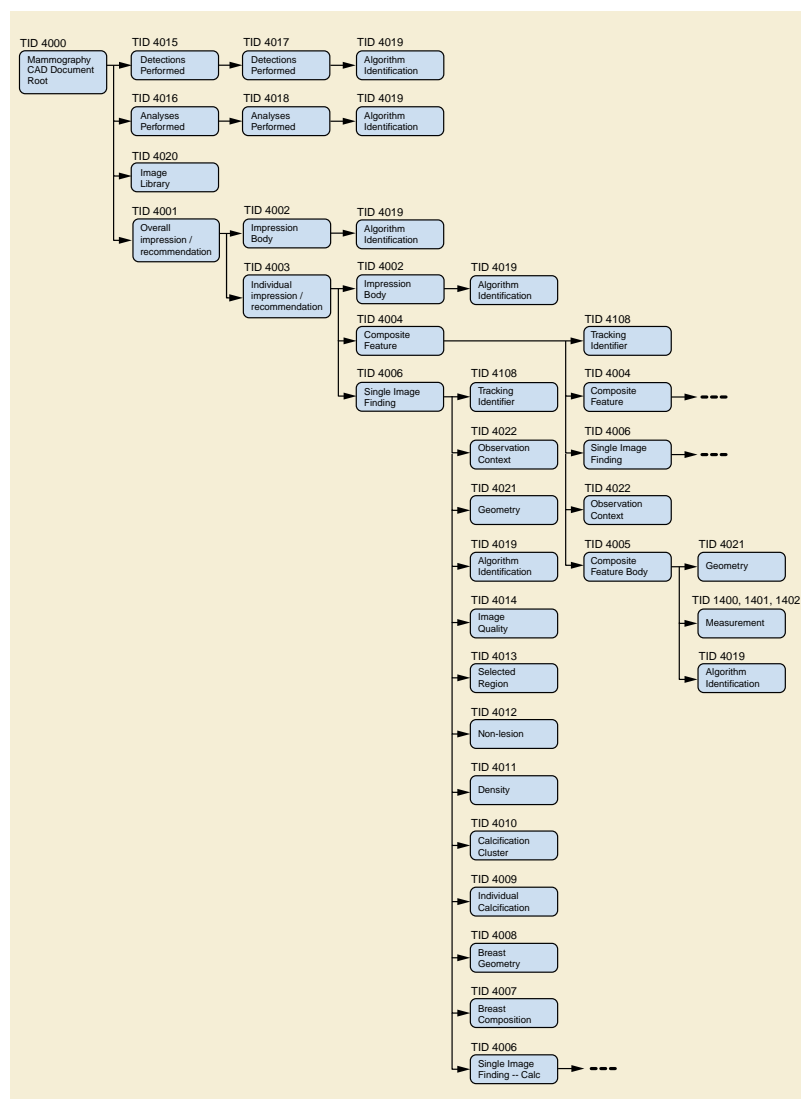 TID 4000
Mammography
CAD Document
Root
TID 4015
Detections
Performed
TID 4017
Detections
Performed
TID 4019
Algorithm
Identification
TID 4016
Analyses
Performed
TID 4018
Analyses
Performed
TID 4019
Algorithm
Identification
TID 4020
Image
Library
TID 4001
Overall
impression /
recommendation
TID 4002
Impression
Body
TID 4019
Algorithm
Identification
TID 4003
Individual
impression /
recommendation
TID 4002
Impression
Body
TID 4019
Algorithm
Identification
TID 4004
Composite
Feature
TID 4108
Tracking
Identifier
TID 4006
Single Image
Finding
TID 4108
Tracking
Identifier
TID 4004
Composite
Feature
TID 4022
Observation
Context
TID 4006
Single Image
Finding
TID 4021
Geometry
TID 4022
Observation
Context
TID 4019
Algorithm
Identification
TID 4005
Composite
Feature Body
TID 4021
Geometry
TID 4014
Image
Quality
TID 1400, 1401, 1402
Measurement
TID 4013
Selected
Region
TID 4019
Algorithm
Identification
TID 4012
Non-lesion
TID 4011
Density
TID 4010
Calcification
Cluster
TID 4009
Individual
Calcification
TID 4008
Breast
Geometry
TID 4007
Breast
Composition
TID 4006
Single Image
Finding -- Calc